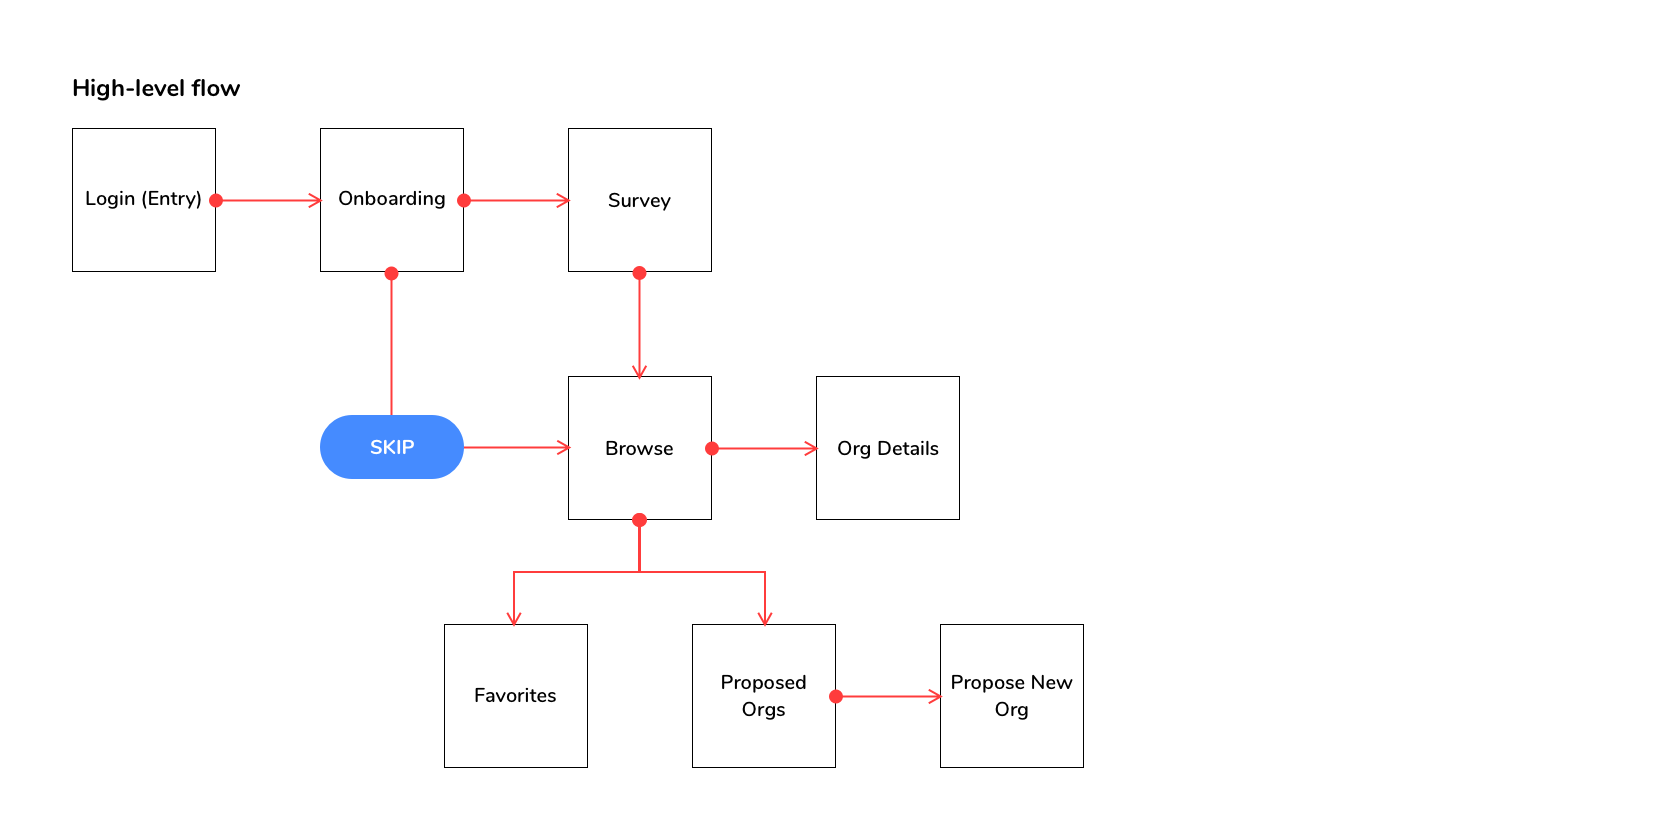 High-level flow
Login (Entry)
Onboarding
Survey
SKIP
Browse
Org Details
Favorites
Proposed
Orgs
Propose New
Org